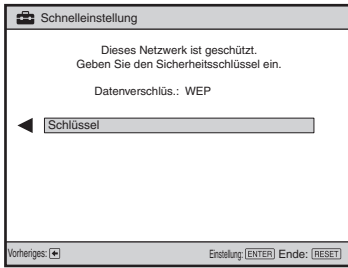 Schnelleinstellung
Dieses Netzwerk ist geschützt.
Geben Sie den Sicherheitsschlüssel ein.
Datenverschlüs.: WEP
Schlüssel
Vorheriges: Einstellung: ENTER Ende: RESET